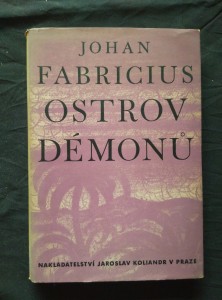 JOHAN
FABRICIUS
OSTROV
DÉMONŮ
NAKLADATELSTVÍ JAROSLAV KOLIANDR V PRAZE